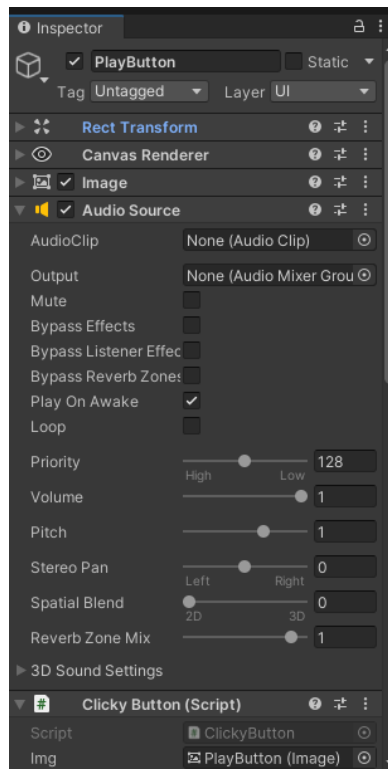 Inspector
PlayButton Static
Tag Untagged Layer UI
Rect Transform
Canvas Renderer
Image
Audio Source
AudioClip None (Audio Clip)
Output None (Audio Mixer Grou
Mute
Bypass Effects
Bypass Listener Effec
Bypass Reverb Zones
Play On Awake
Loop
Priority 128
High Low
Volume 1
Pitch 1
Stereo Pan 0
Left Right
Spatial Blend 0
2D 3D
Reverb Zone Mix 1
3D Sound Settings
# Clicky Button (Script)
Script # ClickyButton
Img PlayButton (Image)